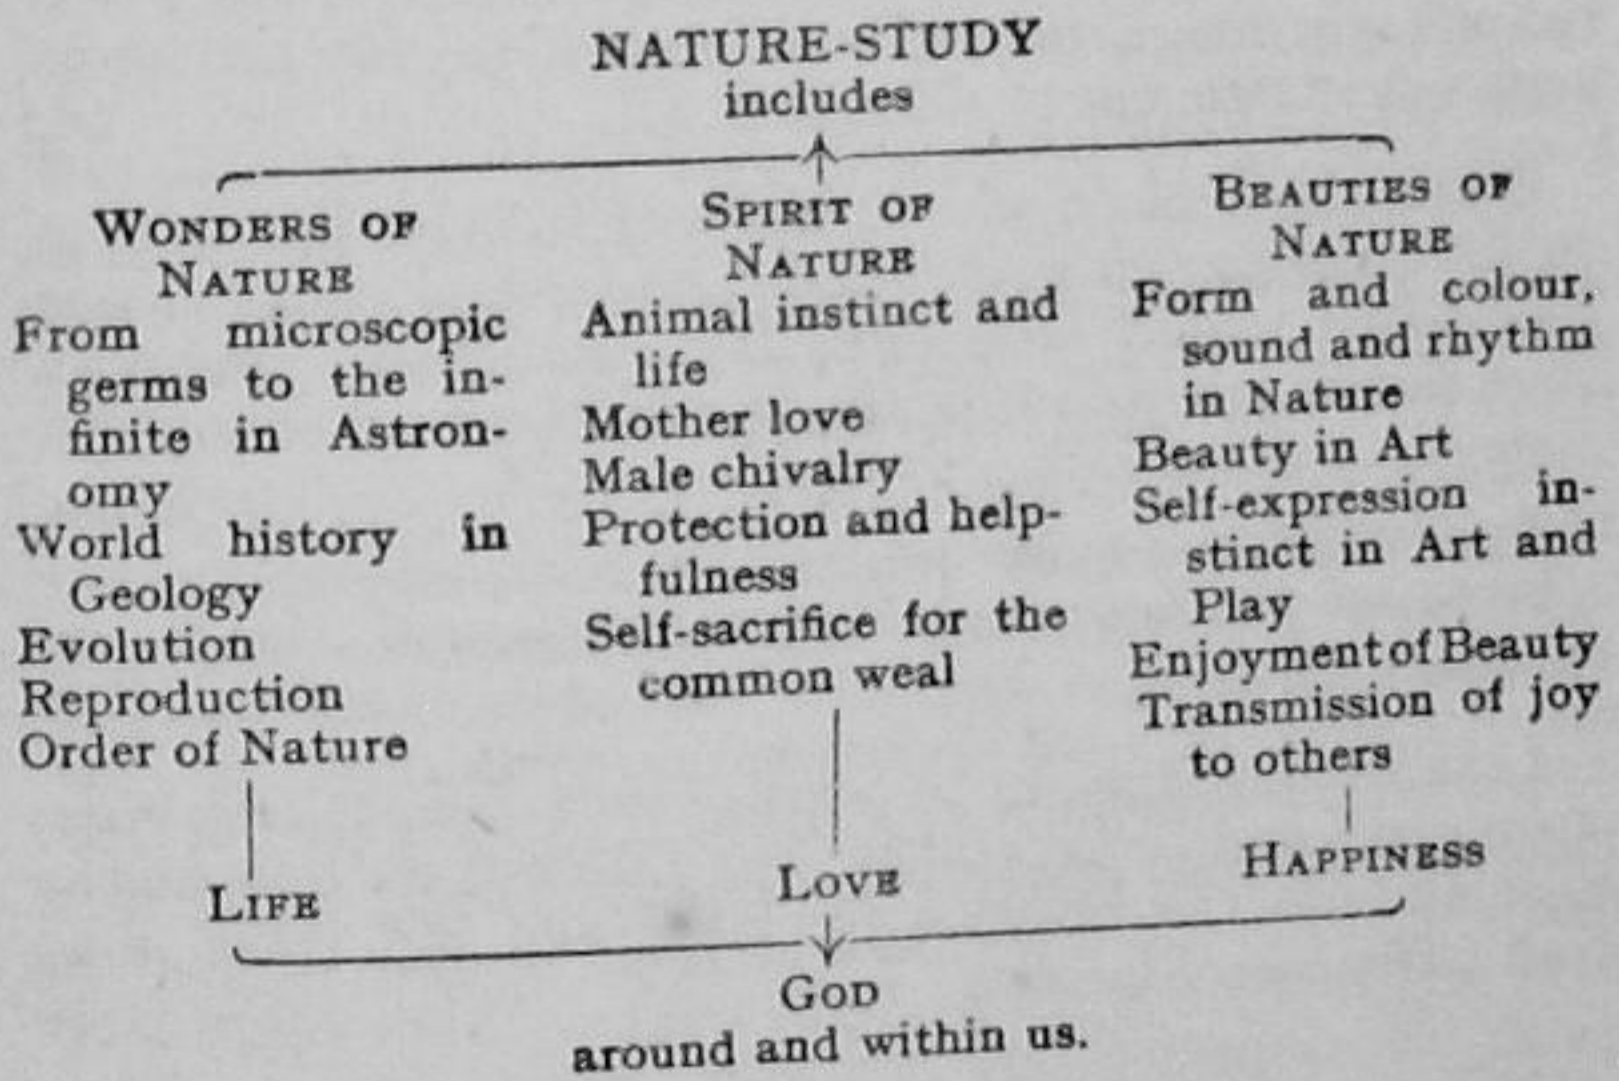 NATURE-STUDY
includes
WONDERS OF
NATURE
From microscopic
germs to the in-
finite in Astron-
omy
World history in
Geology
Evolution
Reproduction
Order of Nature
LIFE
SPIRIT OF
NATURE
Animal instinct and
life
Mother love
Male chivalry
Protection and help-
fulness
Self-sacrifice for the
common weal
LOVE
BEAUTIES OF
NATURE
Form and colour,
sound and rhythm
in Nature
Beauty in Art
Self-expression in-
stinct in Art and
Play
Enjoyment of Beauty
Transmission of joy
to others
HAPPINESS
GOD
around and within us.